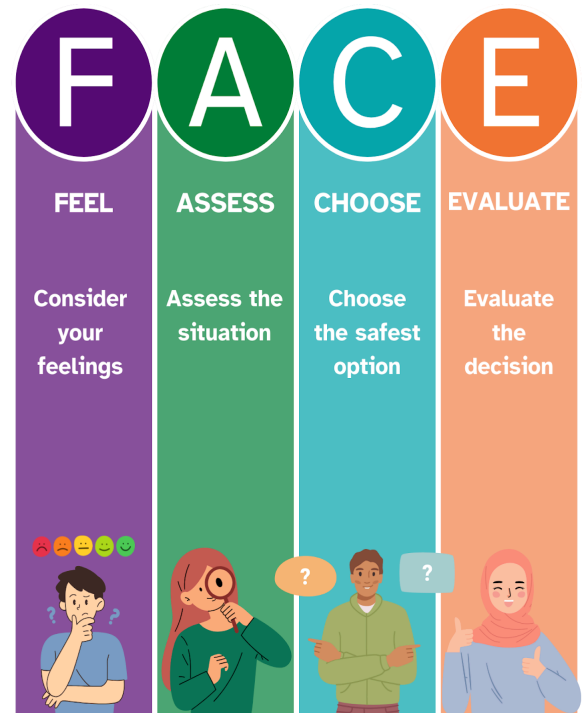 F
FEEL
Consider
your
feelings
? ?
A
ASSESS
Assess the
situation
C
CHOOSE
Choose
the safest
option
? ?
E
EVALUATE
Evaluate
the
decision